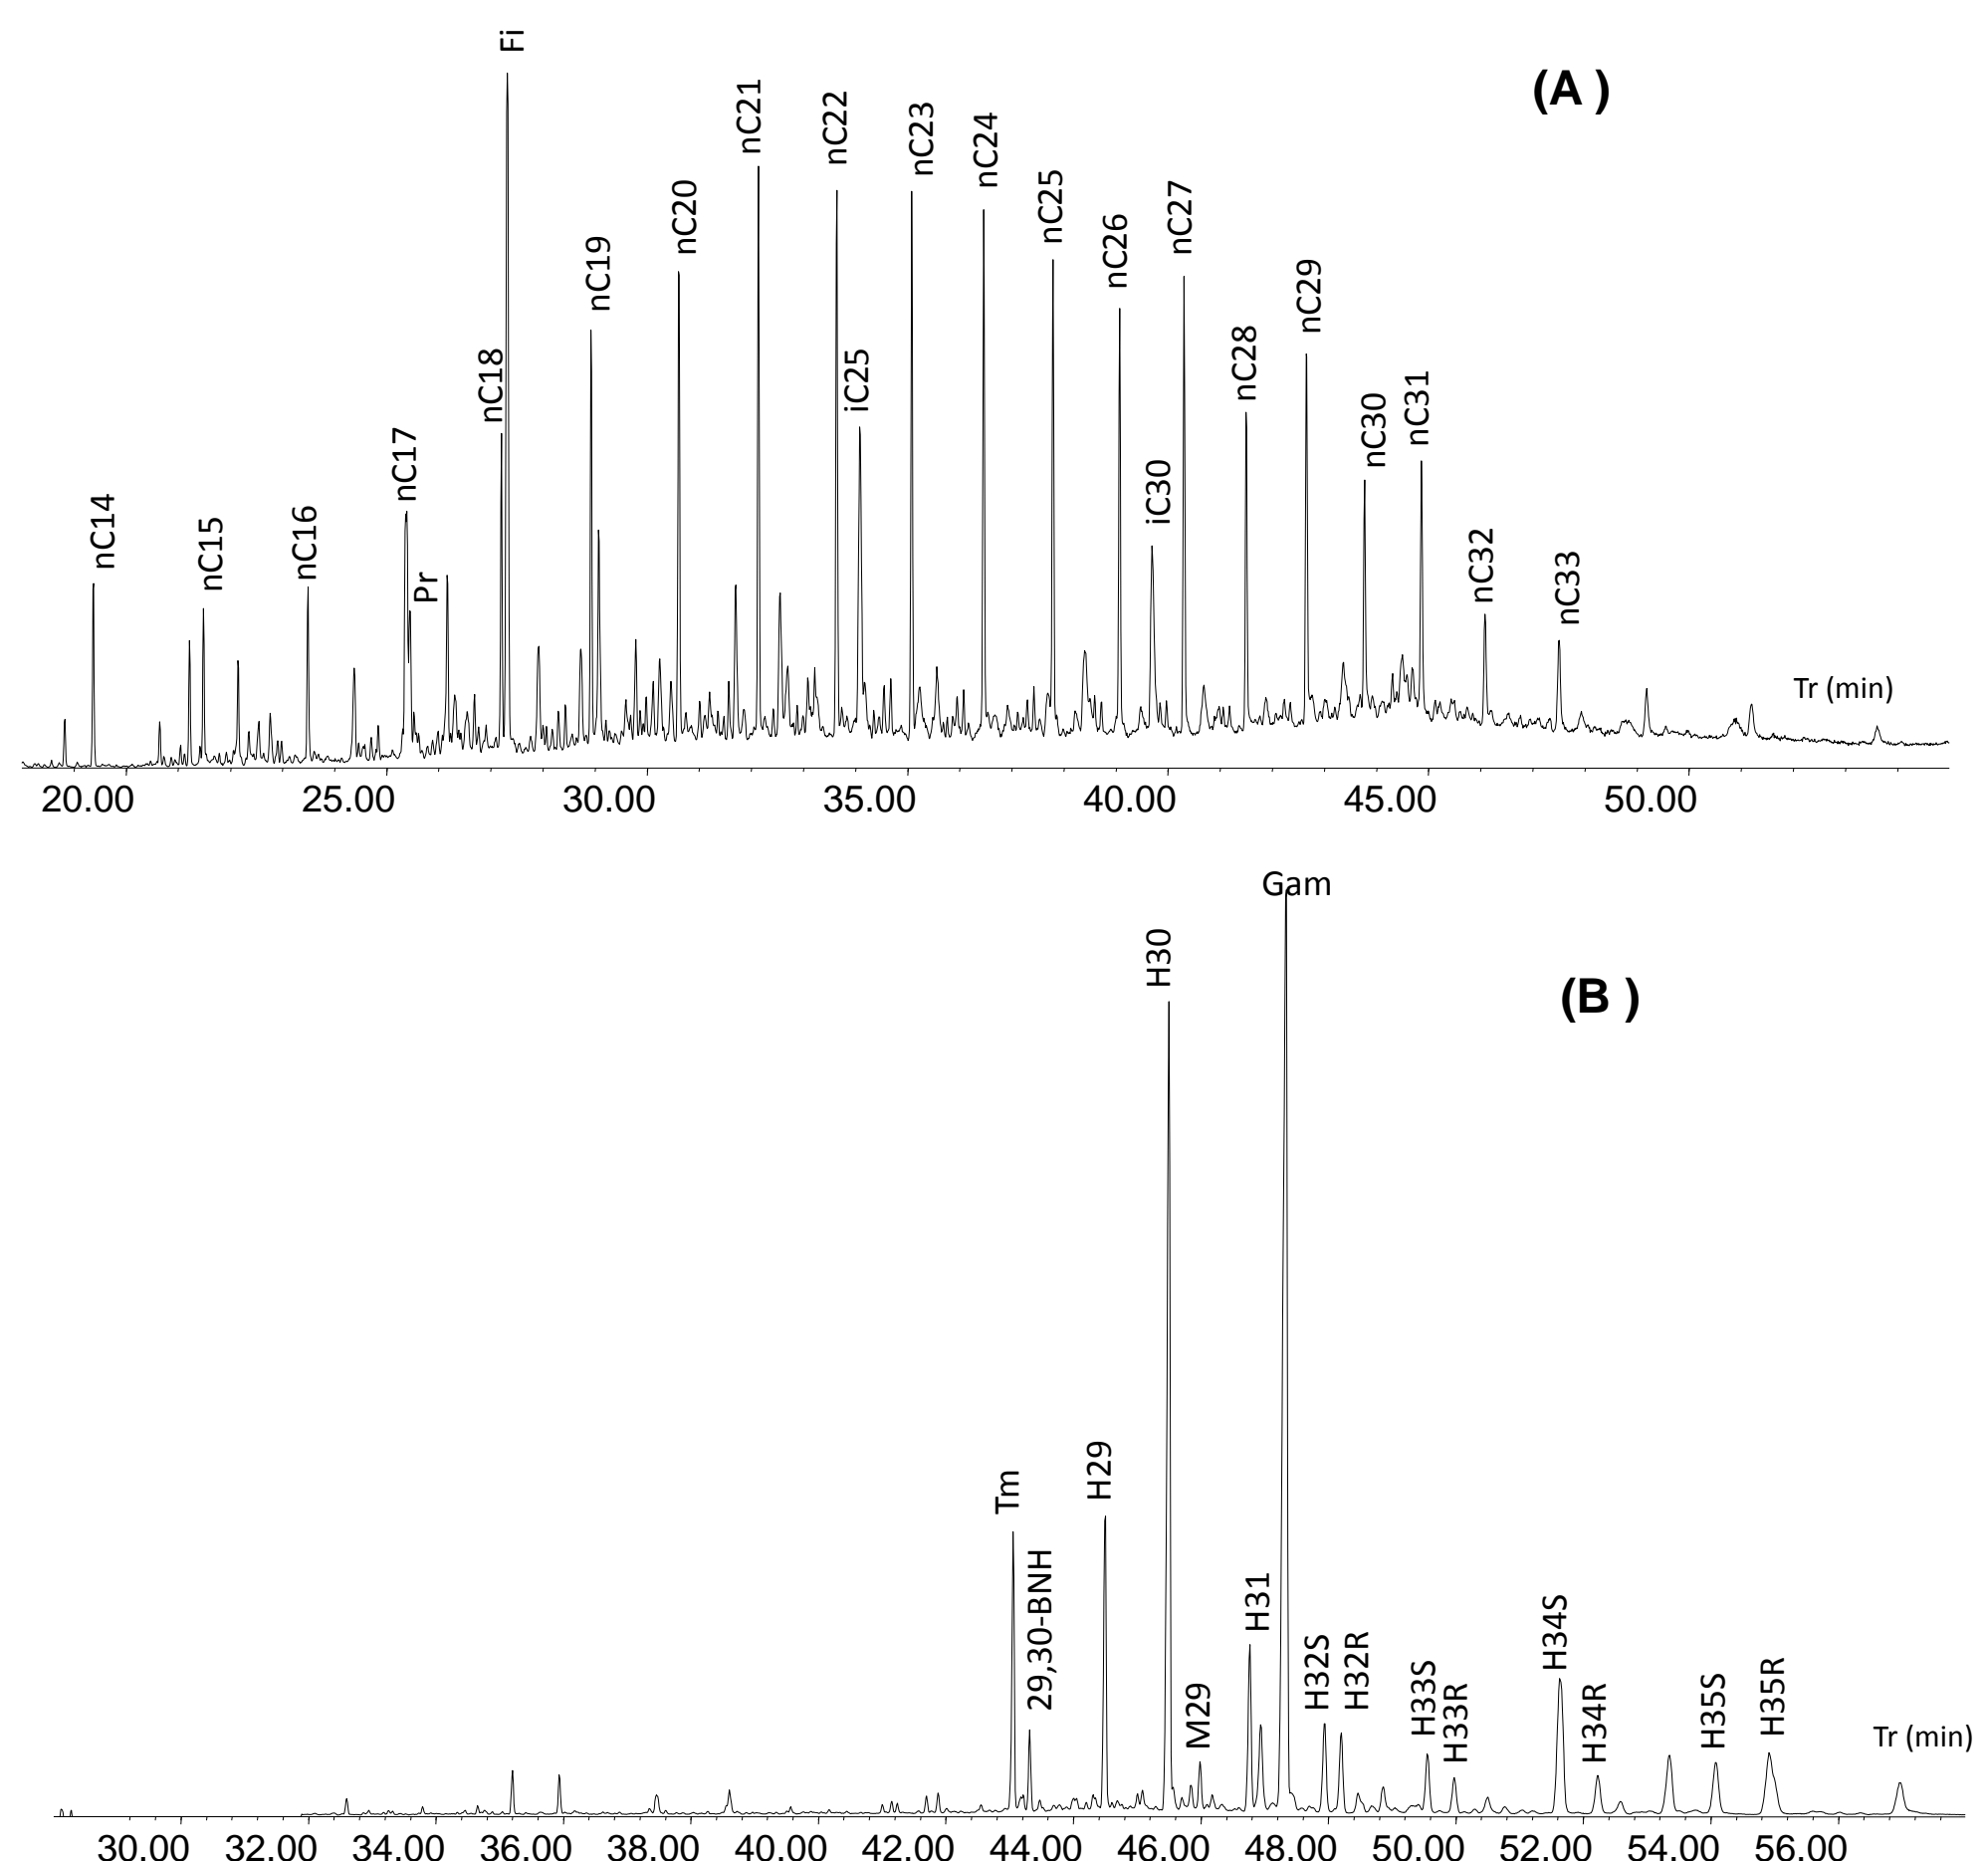 Fi
(A )
nC21
nC22
nC23
nC24
nC25
nC20
nC27
nC26
nC19
nC29
nC28
nC18
iC25
nC31
nC30
nC17
iC30
nC14
nC15
nC16
Pr
nC32
nC33
Tr (min)
20.00 25.00 30.00 35.00 40.00 45.00 50.00
Gam
H30
(B )
H29
Tm
29,30-BNH
H31
M29
H32S
H32R
H33S
H33R
H34S
H34R
H35S
H35R
Tr (min)
30.00 32.00 34.00 36.00 38.00 40.00 42.00 44.00 46.00 48.00 50.00 52.00 54.00 56.00